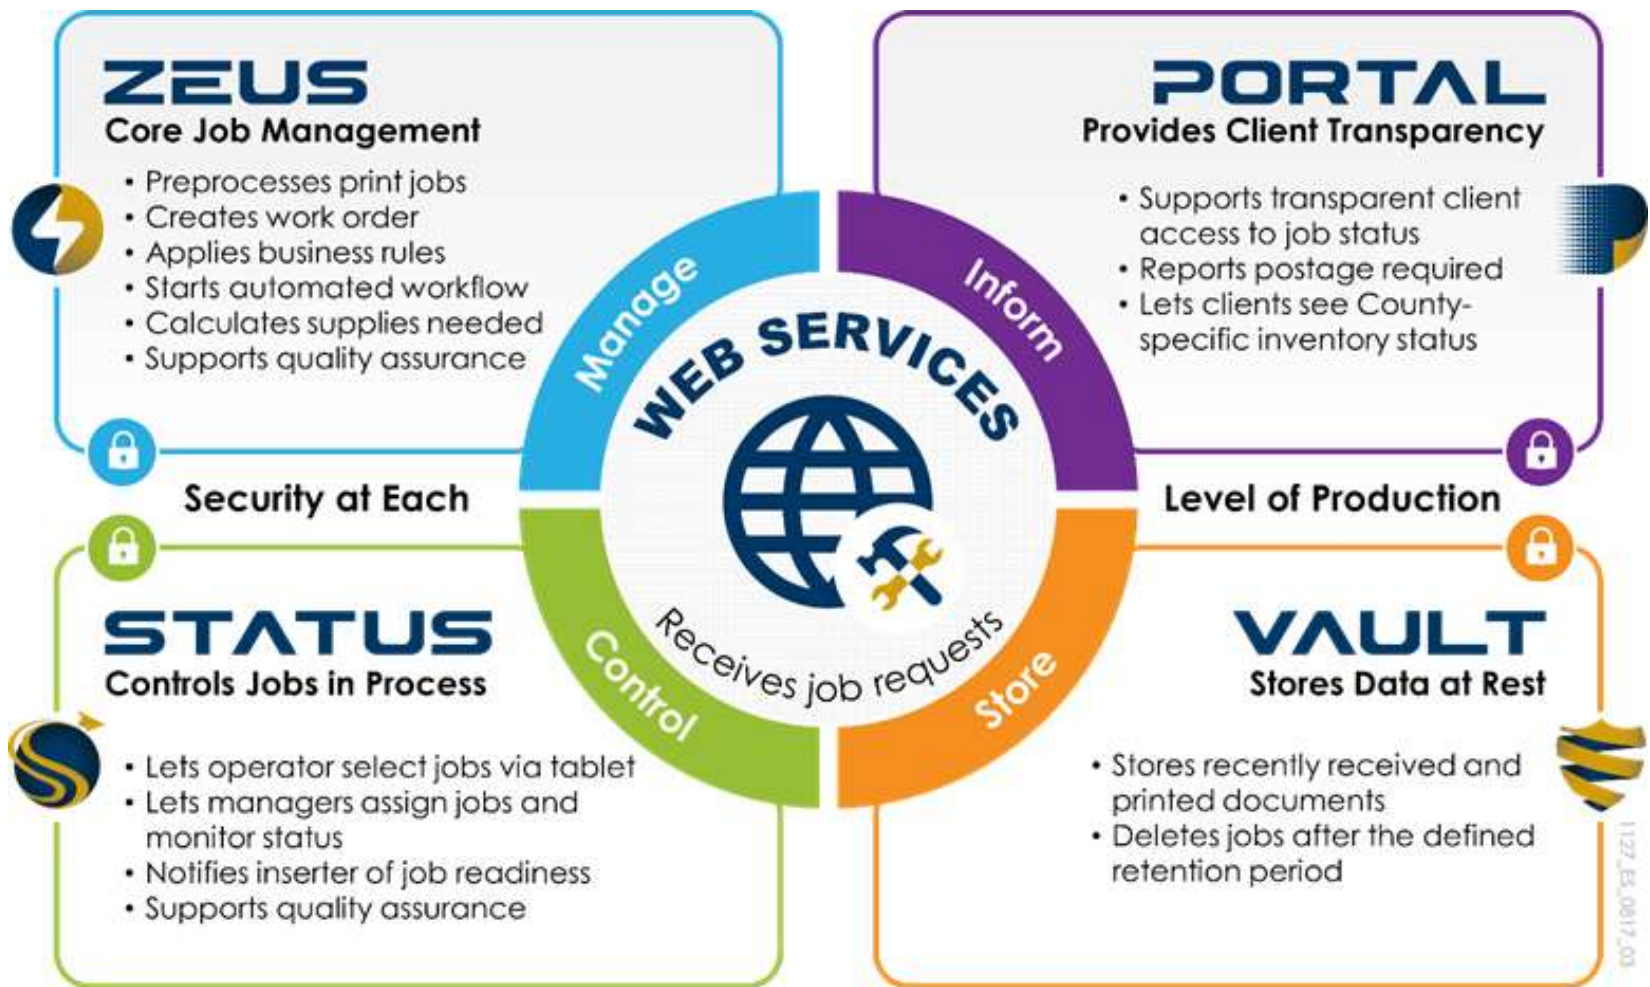 ZEUS
Core Job Management
• Preprocesses print jobs
• Creates work order
• Applies business rules
• Starts automated workflow
• Calculates supplies needed
• Supports quality assurance
PORTAL
Provides Client Transparency
• Supports transparent client
access to job status
• Reports postage required
• Lets clients see County-
specific inventory status
Manage
Inform
WEB SERVICES
Receives job requests
Control
Store
Security at Each
Level of Production
STATUS
Controls Jobs in Process
• Lets operator select jobs via tablet
• Lets managers assign jobs and
monitor status
• Notifies inserter of job readiness
• Supports quality assurance
VAULT
Stores Data at Rest
• Stores recently received and
printed documents
• Deletes jobs after the defined
retention period
1127_ES_0817_03